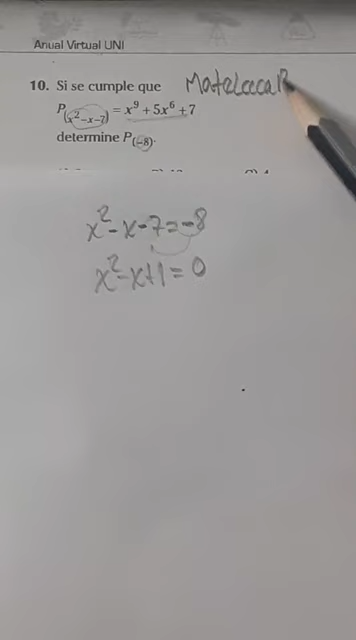 Anual Virtual UNI
10. Si se cumple que
P(x²-x-7) = x⁹ + 5x⁶ + 7
determine P(-8).
x²-x-7=-8
x²-x+1=0